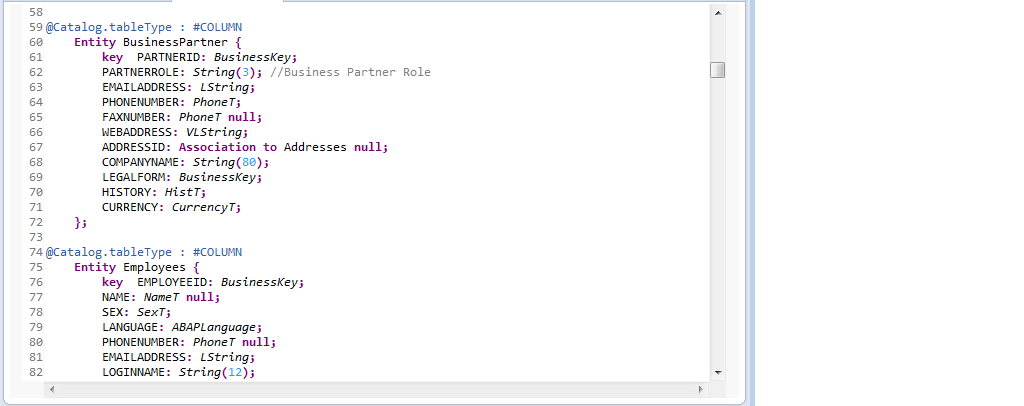 58
59 @Catalog.tableType : #COLUMN
60     Entity BusinessPartner {
61         key  PARTNERID: BusinessKey;
62         PARTNERROLE: String(3); //Business Partner Role
63         EMAILADDRESS: LString;
64         PHONENUMBER: PhoneT;
65         FAXNUMBER: PhoneT null;
66         WEBADDRESS: VLString;
67         ADDRESSID: Association to Addresses null;
68         COMPANYNAME: String(80);
69         LEGALFORM: BusinessKey;
70         HISTORY: HistT;
71         CURRENCY: CurrencyT;
72     };
73
74 @Catalog.tableType : #COLUMN
75     Entity Employees {
76         key  EMPLOYEEID: BusinessKey;
77         NAME: NameT null;
78         SEX: SexT;
79         LANGUAGE: ABAPLanguage;
80         PHONENUMBER: PhoneT null;
81         EMAILADDRESS: LString;
82         LOGINNAME: String(12);